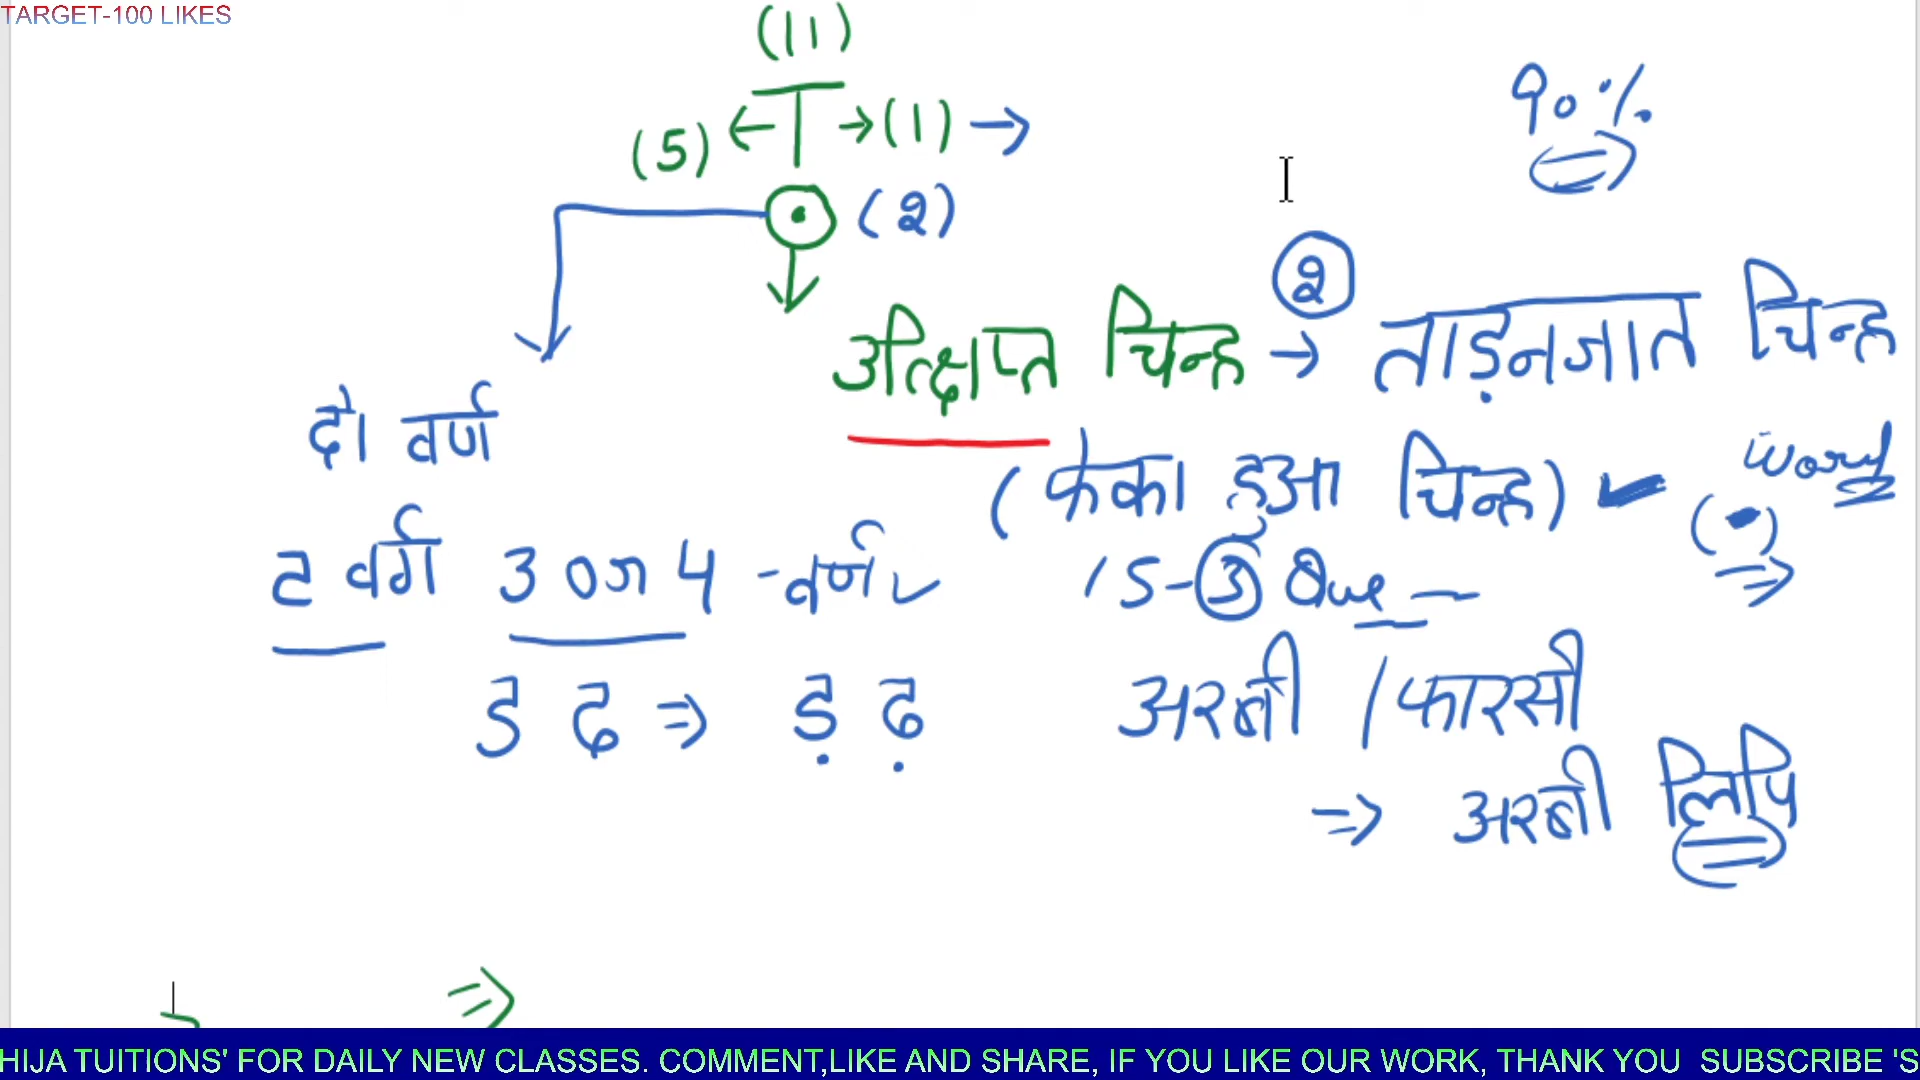 TARGET-100 LIKES
(11)
90%
(5) ← → (1) →
(2)
2
उत्क्षिप्त चिन्ह → ताड़नजात चिन्ह
दो वर्ण
(फेंका हुआ चिन्ह) word
(•)
ट वर्ग 3 or 4 - वर्ण 15-③ Que
ड ढ ⇒ ड़ ढ़ अरबी / फारसी
⇒ अरबी लिपि
⇒
HIJA TUITIONS' FOR DAILY NEW CLASSES. COMMENT,LIKE AND SHARE, IF YOU LIKE OUR WORK, THANK YOU SUBSCRIBE 'S